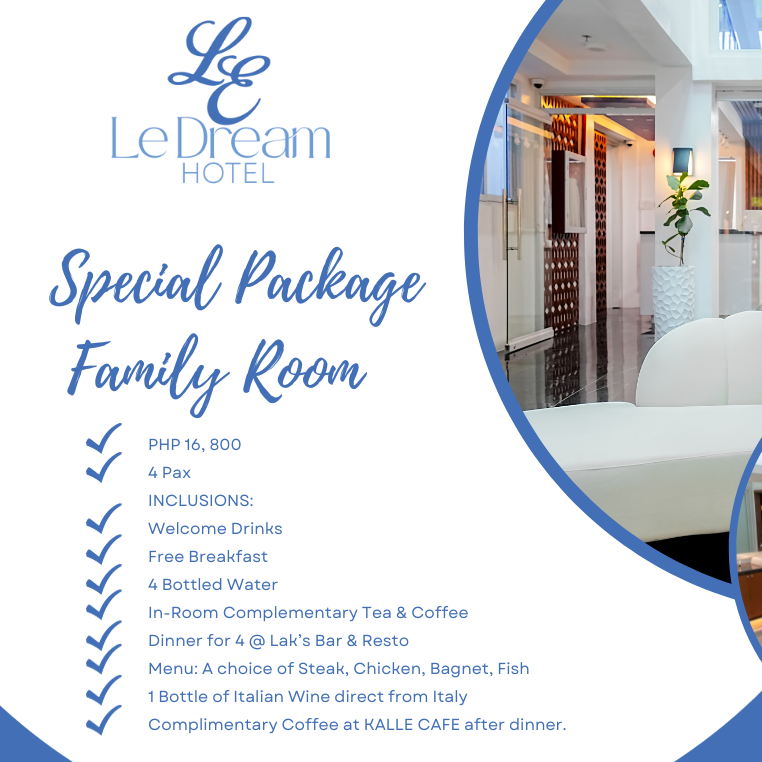 LE
Le Dream
HOTEL
Special Package
Family Room
PHP 16, 800
4 Pax
INCLUSIONS:
Welcome Drinks
Free Breakfast
4 Bottled Water
In-Room Complementary Tea & Coffee
Dinner for 4 @ Lak's Bar & Resto
Menu: A choice of Steak, Chicken, Bagnet, Fish
1 Bottle of Italian Wine direct from Italy
Complimentary Coffee at KALLE CAFE after dinner.